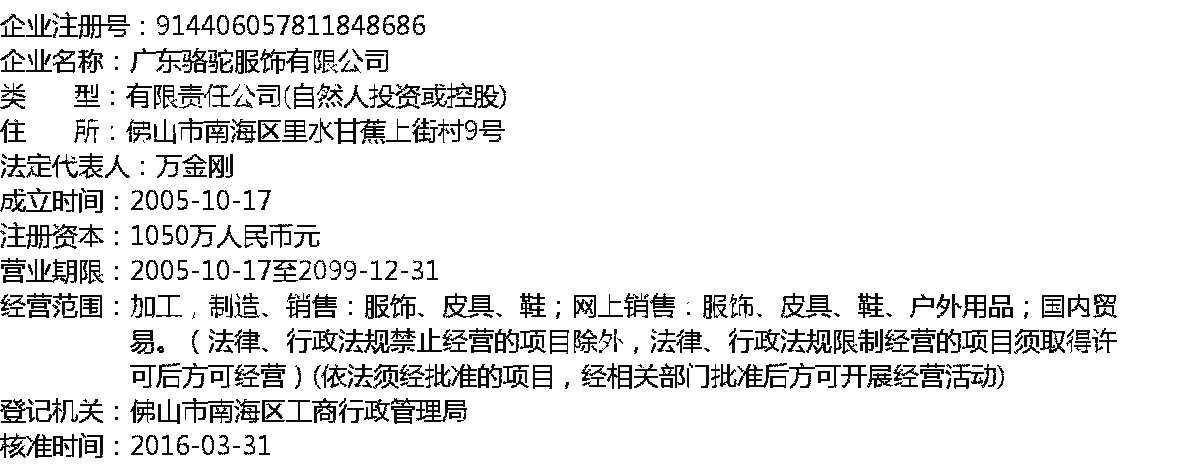 企业注册号：914406057811848686
企业名称：广东骆驼服饰有限公司
类　　型：有限责任公司(自然人投资或控股)
住　　所：佛山市南海区里水甘蕉上街村9号
法定代表人：万金刚
成立时间：2005-10-17
注册资本：1050万人民币元
营业期限：2005-10-17至2099-12-31
经营范围：加工，制造、销售：服饰、皮具、鞋；网上销售：服饰、皮具、鞋、户外用品；国内贸
易。（法律、行政法规禁止经营的项目除外，法律、行政法规限制经营的项目须取得许
可后方可经营）(依法须经批准的项目，经相关部门批准后方可开展经营活动)
登记机关：佛山市南海区工商行政管理局
核准时间：2016-03-31